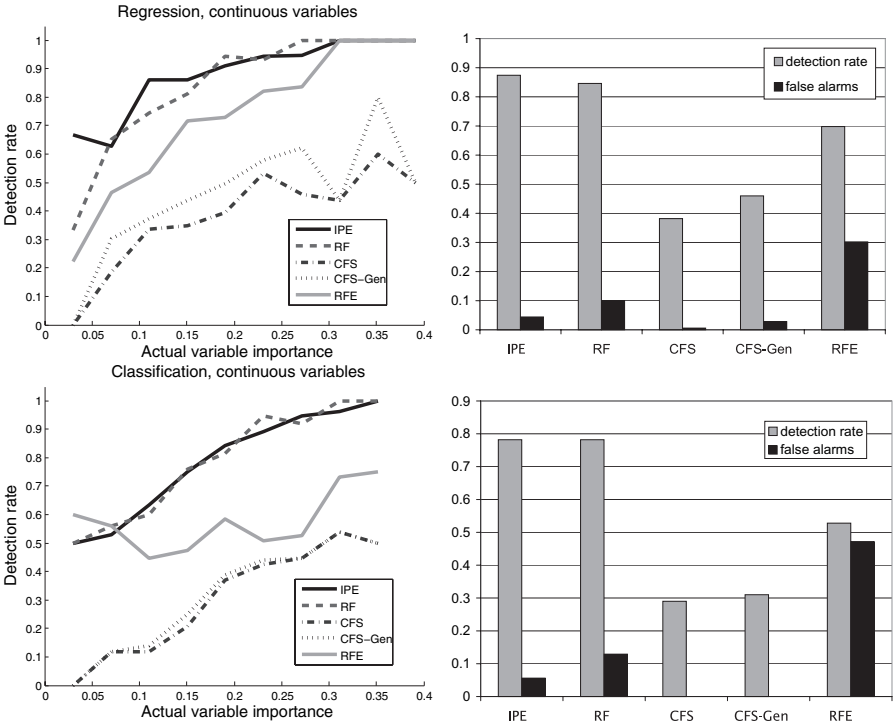 Regression, continuous variables
1
0.9
0.8
0.7
0.6
0.5
0.4
0.3
0.2
0.1
0
Detection rate
IPE
RF
CFS
CFS−Gen
RFE
0 0.05 0.1 0.15 0.2 0.25 0.3 0.35 0.4
Actual variable importance
1
0.9
0.8
0.7
0.6
0.5
0.4
0.3
0.2
0.1
0
detection rate
false alarms
IPE RF CFS CFS-Gen RFE
Classification, continuous variables
1
0.9
0.8
0.7
0.6
0.5
0.4
0.3
0.2
0.1
0
Detection rate
IPE
RF
CFS
CFS−Gen
RFE
0 0.05 0.1 0.15 0.2 0.25 0.3 0.35 0.4
Actual variable importance
0.9
0.8
0.7
0.6
0.5
0.4
0.3
0.2
0.1
0
detection rate
false alarms
IPE RF CFS CFS-Gen RFE